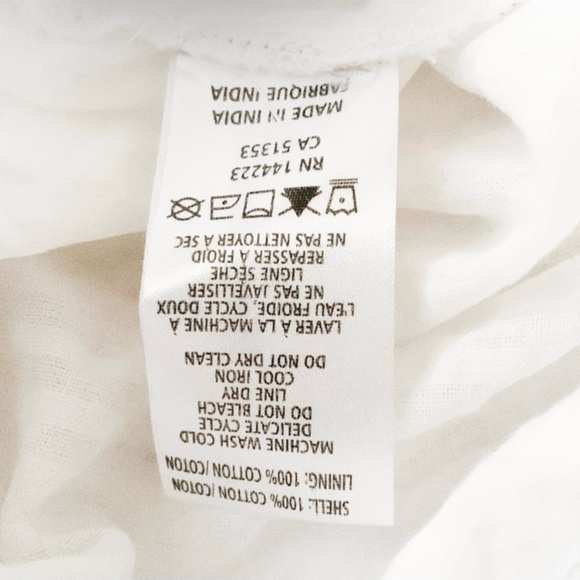 SHELL: 100% COTTON / COTON
LINING: 100% COTTON / COTON
MACHINE WASH COLD
DELICATE CYCLE
DO NOT BLEACH
LINE DRY
COOL IRON
DO NOT DRY CLEAN
LAVER À LA MACHINE À
L'EAU FROIDE, CYCLE DOUX
NE PAS JAVELLISER
LIGNE SÈCHE
REPASSER A FROID
NE PAS NETTOYER A SEC
RN 144223
CA 51353
MADE IN INDIA
FABRIQUE INDIA